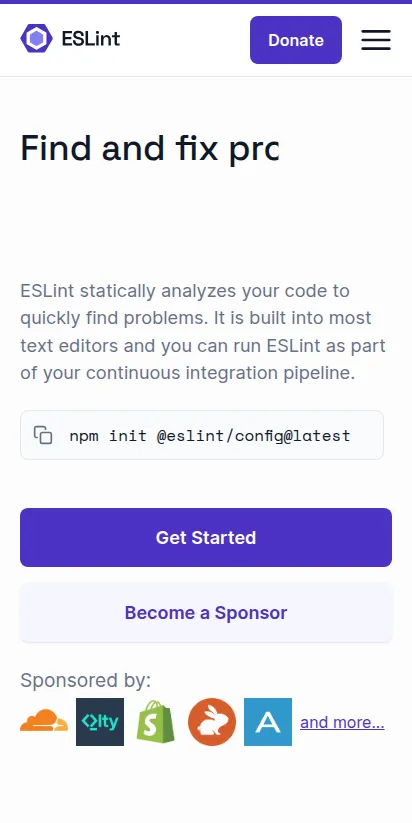 ESLint
Donate
Find and fix prc
ESLint statically analyzes your code to
quickly find problems. It is built into most
text editors and you can run ESLint as part
of your continuous integration pipeline.
npm init @eslint/config@latest
Get Started
Become a Sponsor
Sponsored by:
<>lty
S
A
and more...